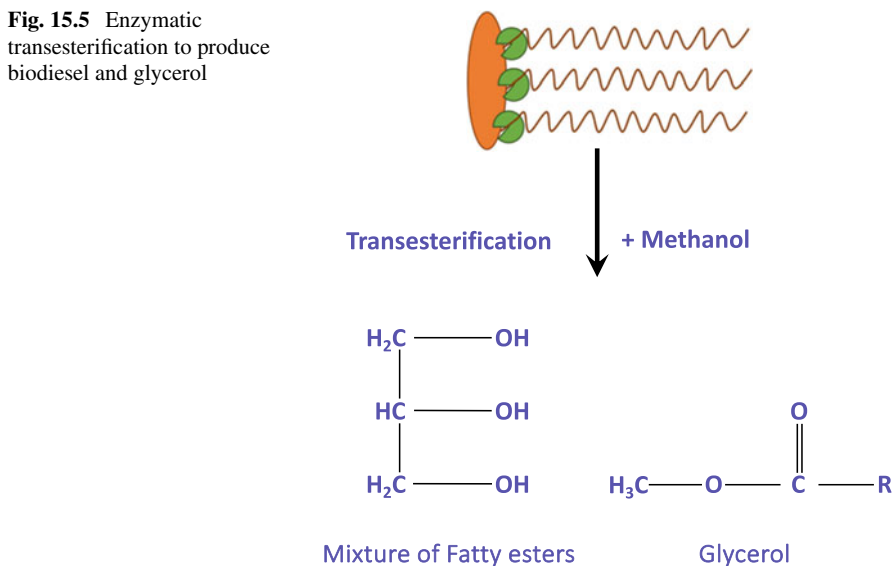 Fig. 15.5 Enzymatic
transesterification to produce
biodiesel and glycerol
Transesterification + Methanol
H₂C OH
HC OH
O
H₂C OH H₃C O C R
Mixture of Fatty esters Glycerol